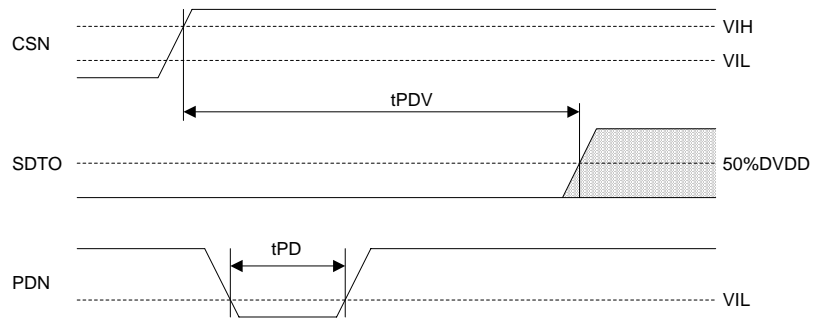 CSN
VIH
VIL
tPDV
SDTO
50%DVDD
tPD
PDN
VIL